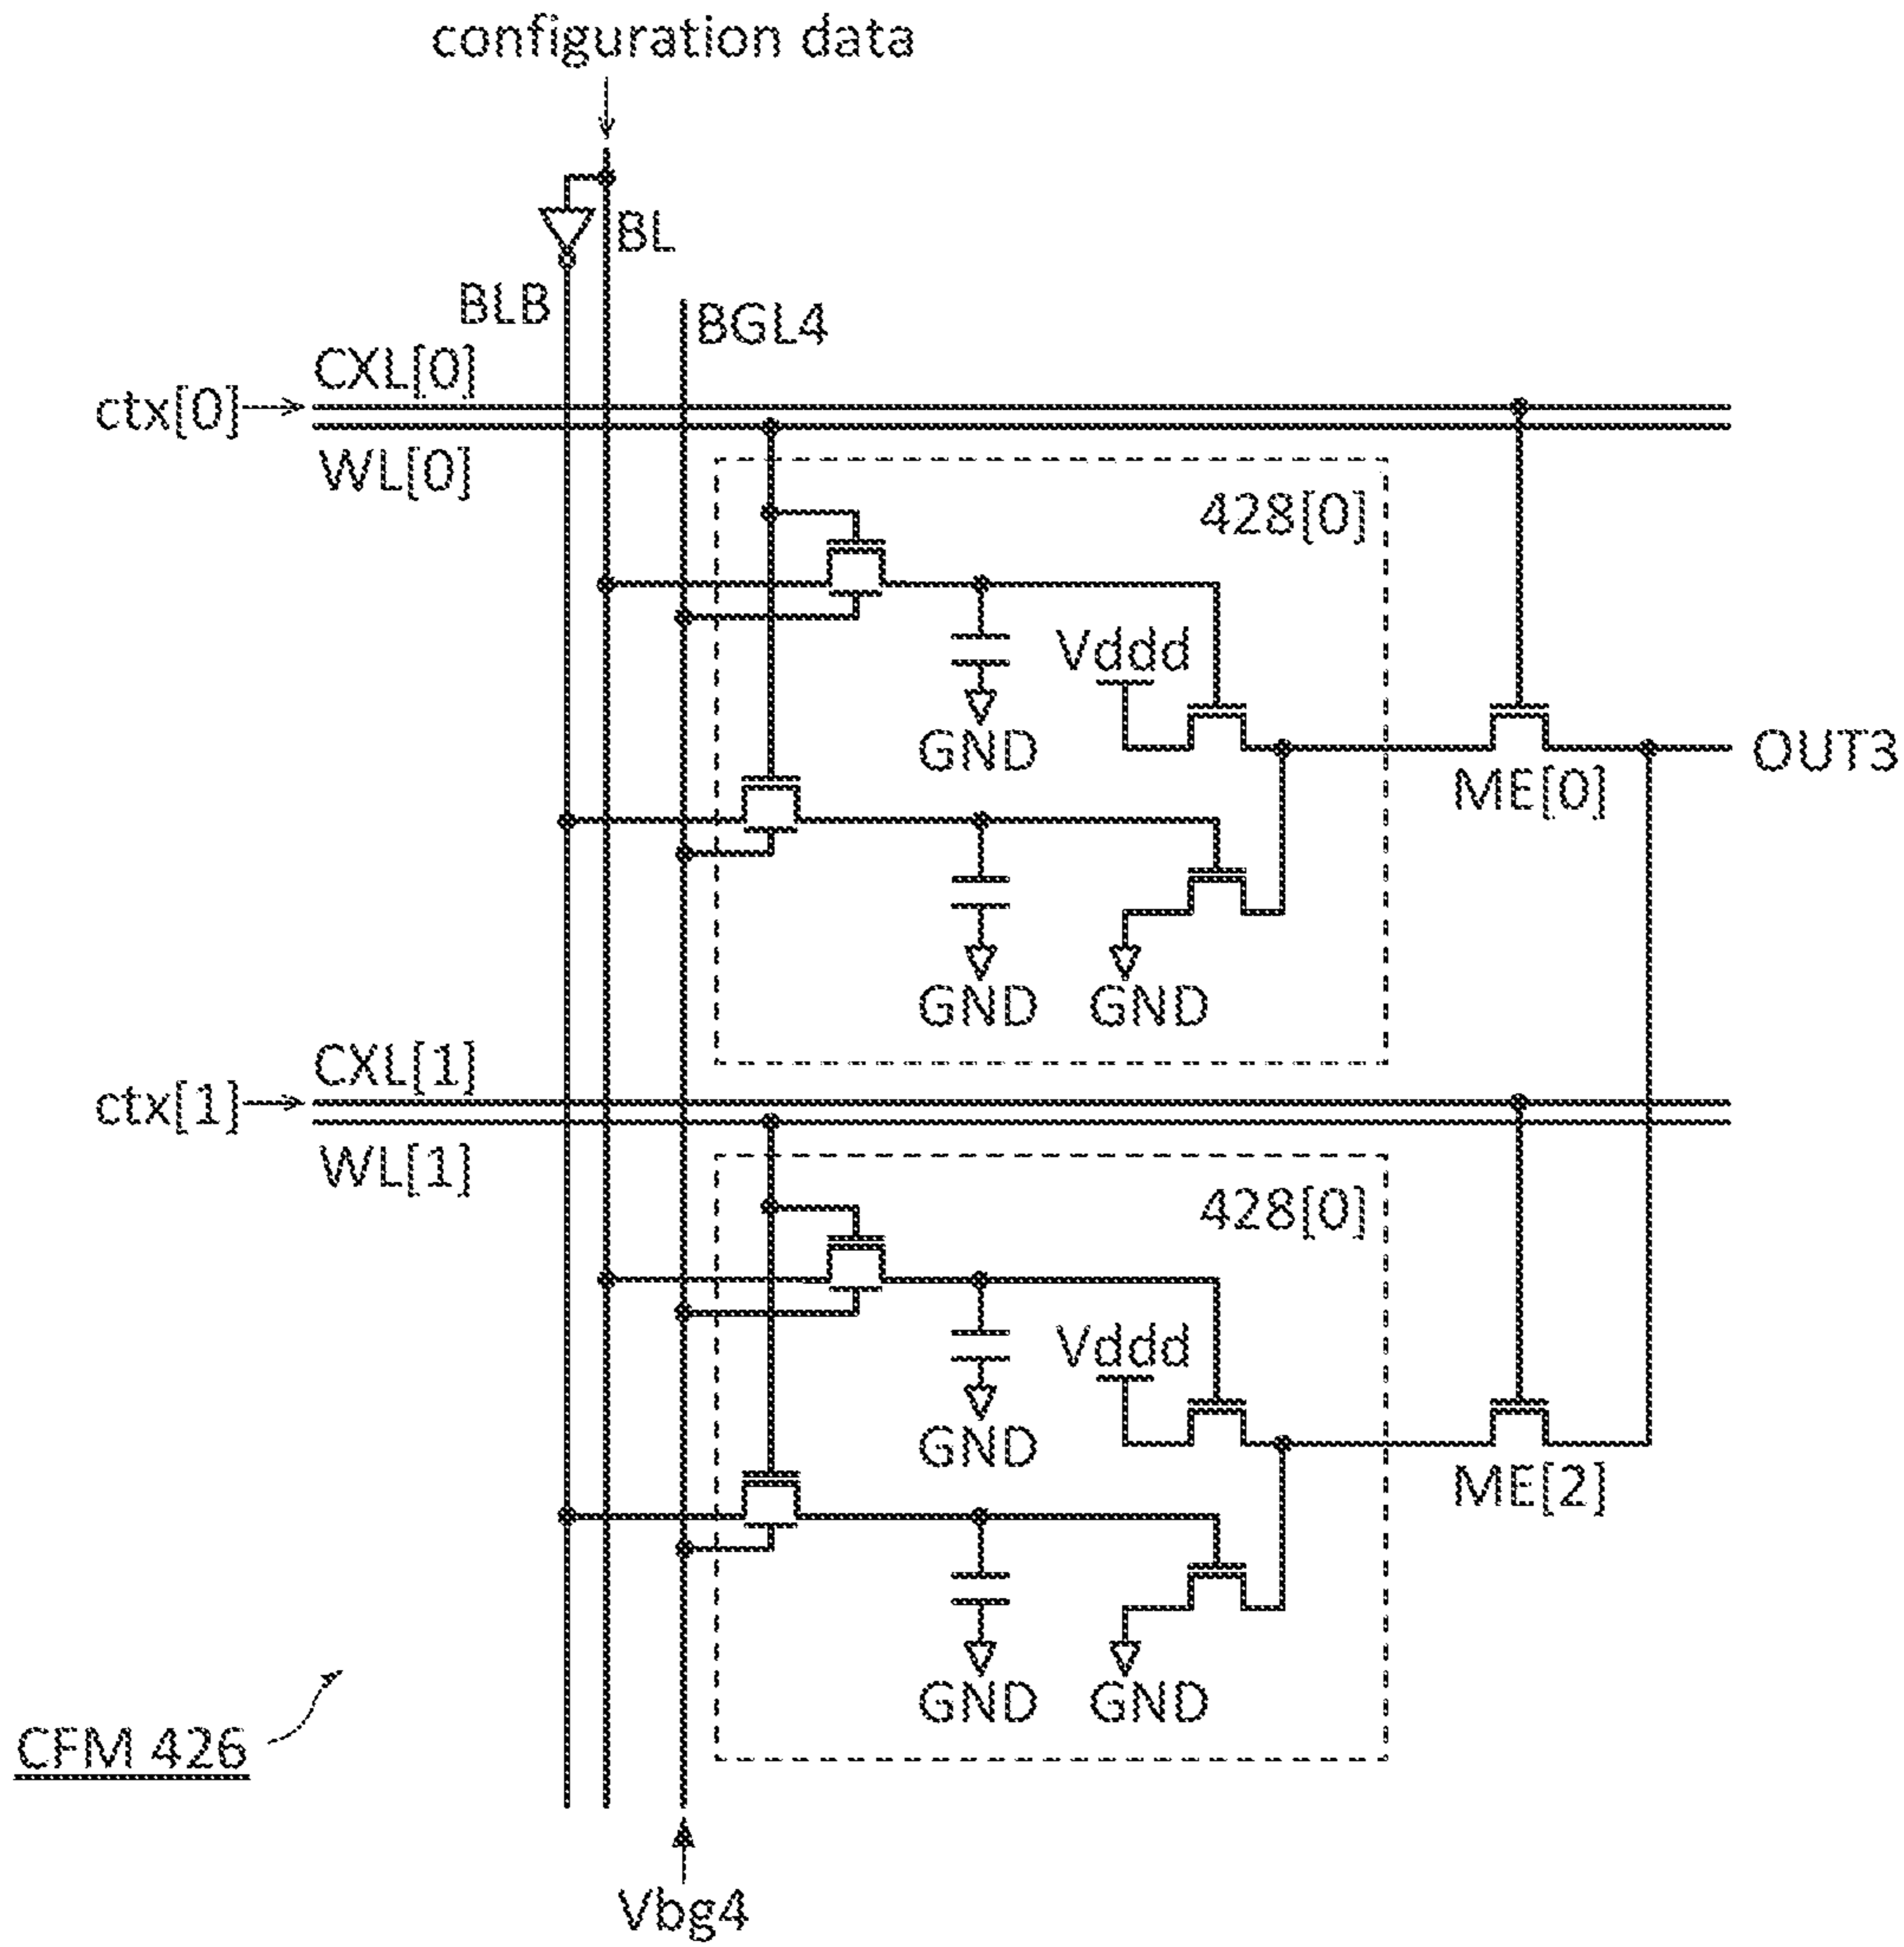 configuration data
BL
BLB
BGL4
CXL[0]
ctx[0]
WL[0]
428[0]
Vddd
GND
OUT3
ME[0]
GND
GND
CXL[1]
ctx[1]
WL[1]
428[0]
Vddd
GND
ME[2]
GND
GND
CFM 426
Vbg4